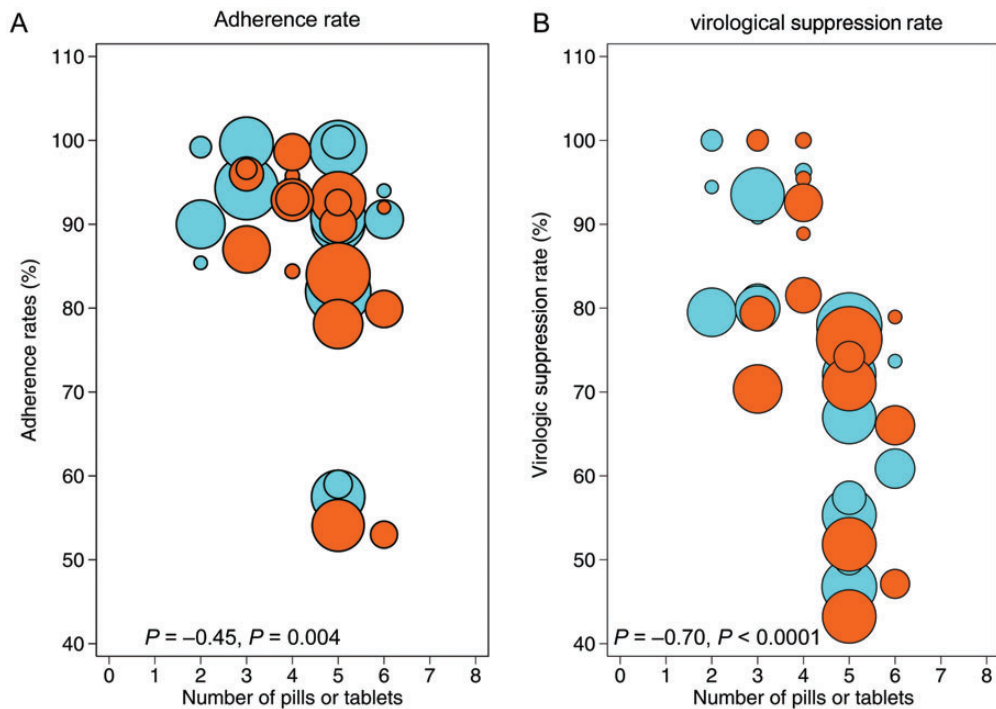 A
Adherence rate
110
100
90
80
70
60
50
40
Adherence rates (%)
P = –0.45, P = 0.004
0 1 2 3 4 5 6 7 8
Number of pills or tablets
B
virological suppression rate
110
100
90
80
70
60
50
40
Virologic suppression rate (%)
P = –0.70, P < 0.0001
0 1 2 3 4 5 6 7 8
Number of pills or tablets